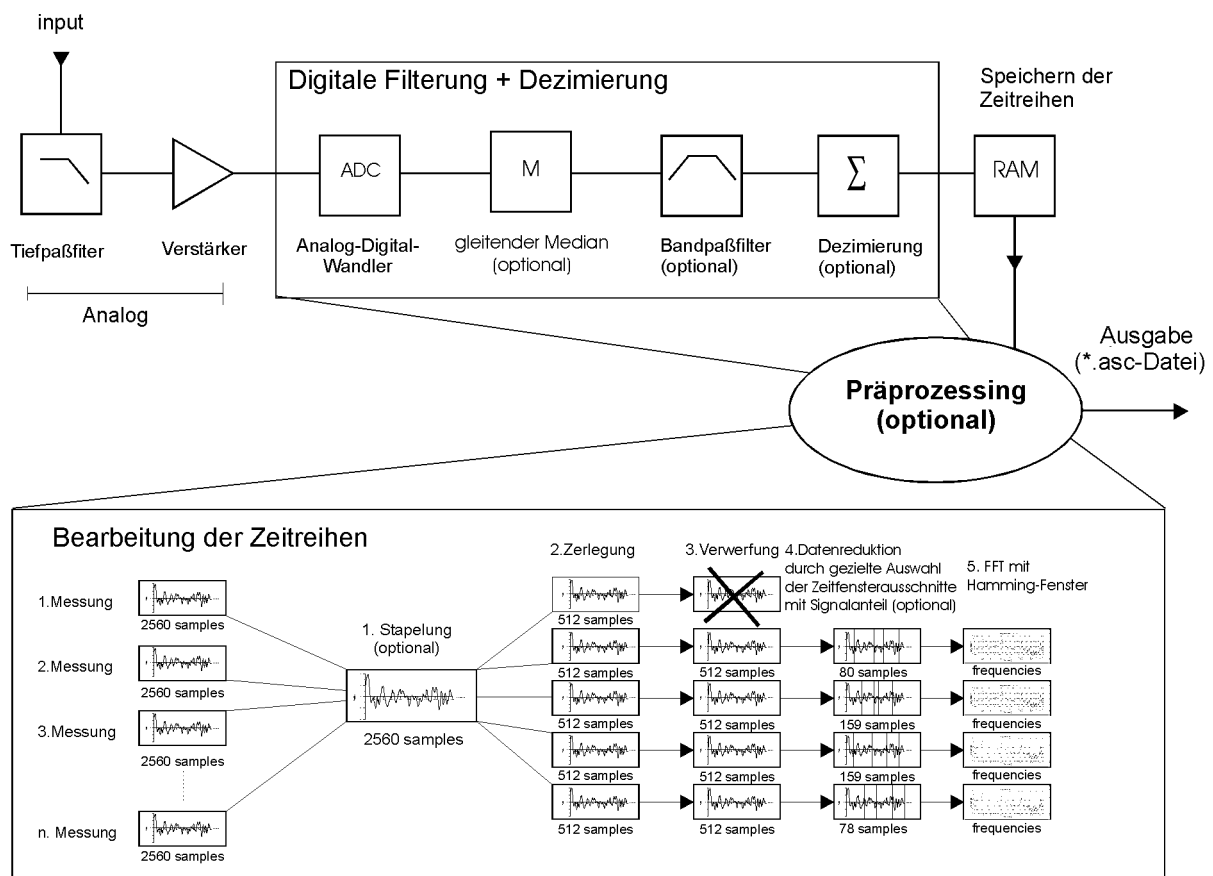 input
Digitale Filterung + Dezimierung
Speichern der
Zeitreihen
ADC
M
Σ
RAM
Tiefpaßfiter
Verstärker
Analog-Digital-
Wandler
gleitender Median
(optional)
Bandpaßfilter
(optional)
Dezimierung
(optional)
Analog
Ausgabe
(*.asc-Datei)
Präprozessing
(optional)
Bearbeitung der Zeitreihen
1.Messung
2560 samples
2.Messung
2560 samples
3.Messung
2560 samples
n. Messung
2560 samples
1. Stapelung
(optional)
2560 samples
2.Zerlegung
512 samples
512 samples
512 samples
512 samples
512 samples
3.Verwerfung
512 samples
512 samples
512 samples
512 samples
4.Datenreduktion
durch gezielte Auswahl
der Zeitfensterausschnitte
mit Signalanteil (optional)
80 samples
159 samples
159 samples
78 samples
5. FFT mit
Hamming-Fenster
frequencies
frequencies
frequencies
frequencies